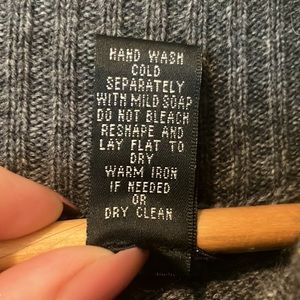 HAND WASH
COLD
SEPARATELY
WITH MILD SOAP
DO NOT BLEACH
RESHAPE AND
LAY FLAT TO
DRY
WARM IRON
IF NEEDED
OR
DRY CLEAN